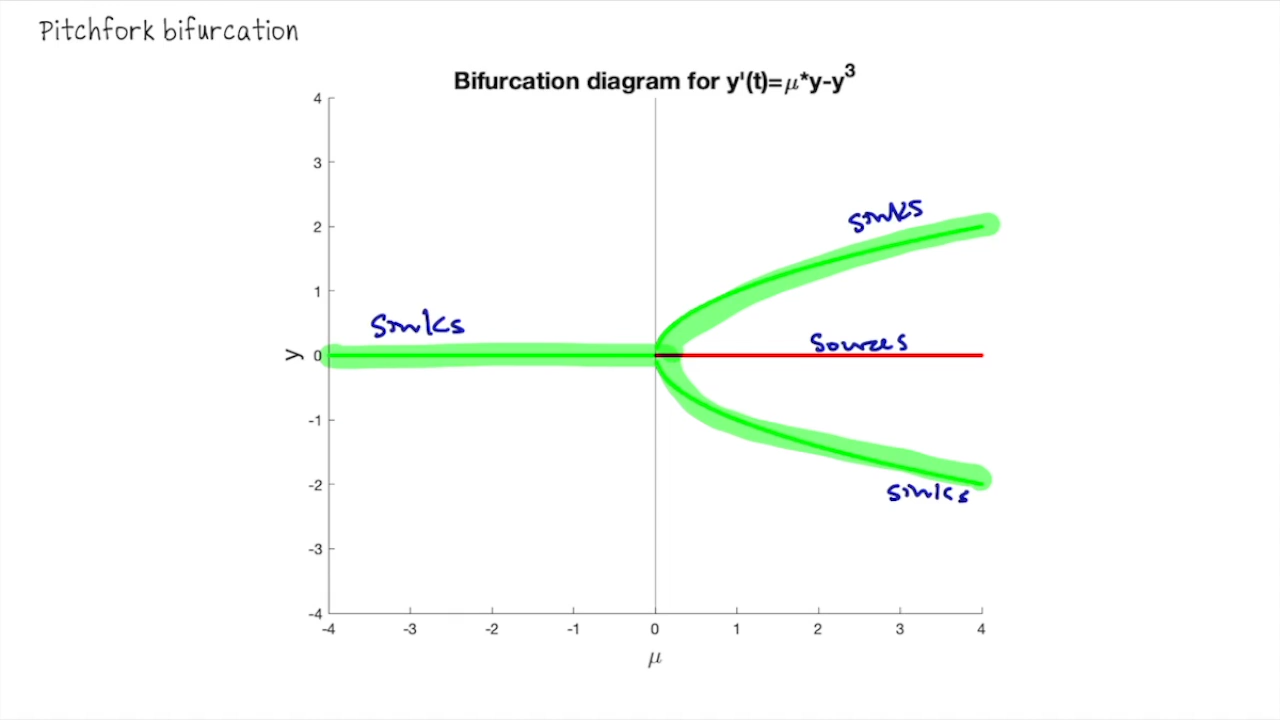 Pitchfork bifurcation
Bifurcation diagram for y'(t)=μ*y-y³
4
3
2
1
0
-1
-2
-3
-4
y
-4 -3 -2 -1 0 1 2 3 4
μ
sinks
sinks
sources
sinks